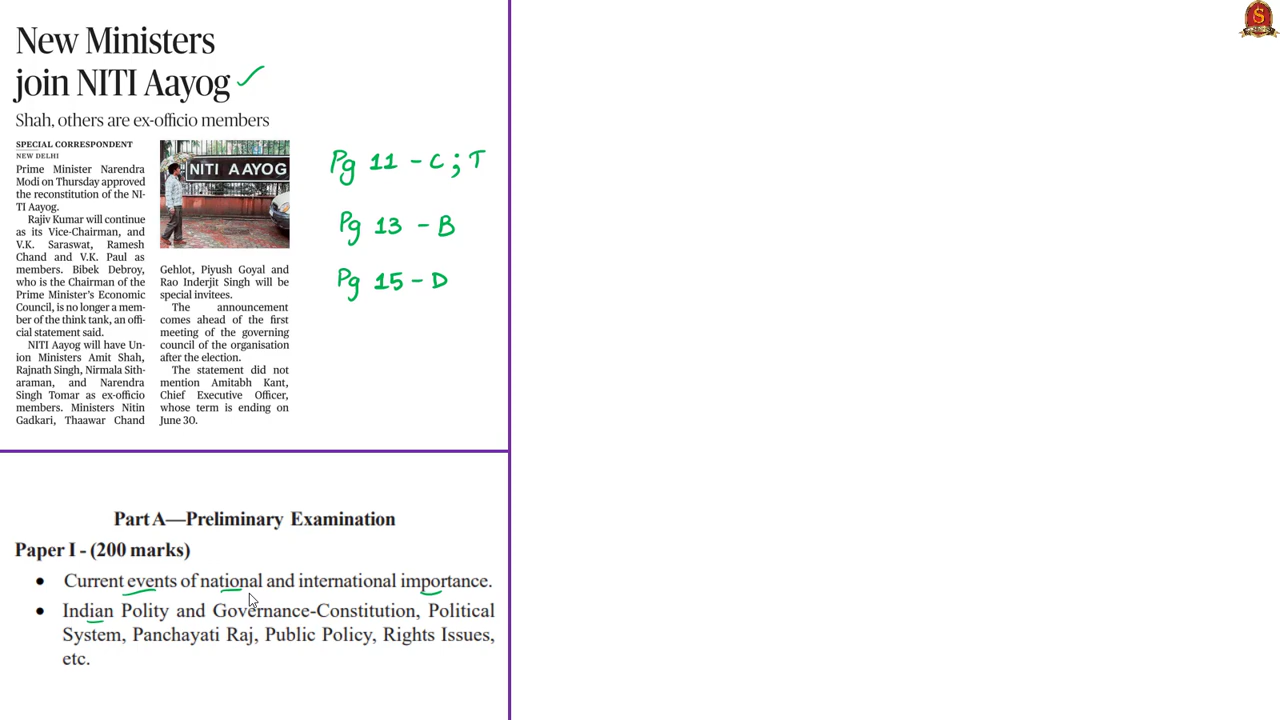 New Ministers
join NITI Aayog
Shah, others are ex-officio members
SPECIAL CORRESPONDENT
NEW DELHI
Prime Minister Narendra
Modi on Thursday approved
the reconstitution of the NI-
TI Aayog.
Rajiv Kumar will continue
as its Vice-Chairman, and
V.K. Saraswat, Ramesh
Chand and V.K. Paul as
members. Bibek Debroy,
who is the Chairman of the
Prime Minister's Economic
Council, is no longer a mem-
ber of the think tank, an offi-
cial statement said.
NITI Aayog will have Un-
ion Ministers Amit Shah,
Rajnath Singh, Nirmala Sith-
araman, and Narendra
Singh Tomar as ex-officio
members. Ministers Nitin
Gadkari, Thaawar Chand
NITI AAYOG
Gehlot, Piyush Goyal and
Rao Inderjit Singh will be
special invitees.
The announcement
comes ahead of the first
meeting of the governing
council of the organisation
after the election.
The statement did not
mention Amitabh Kant,
Chief Executive Officer,
whose term is ending on
June 30.
Pg 11 - C ; T
Pg 13 - B
Pg 15 - D
Part A—Preliminary Examination
Paper I - (200 marks)
• Current events of national and international importance.
• Indian Polity and Governance-Constitution, Political
System, Panchayati Raj, Public Policy, Rights Issues,
etc.
S